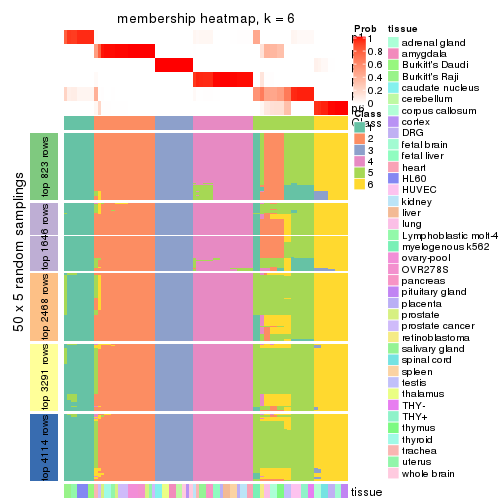 membership heatmap, k = 6
50 x 5 random samplings
top 823 rows
top 1646 rows
top 2468 rows
top 3291 rows
top 4114 rows
Prob
1
0.8
0.6
0.4
0.2
0
Class
1
2
3
4
5
6
tissue
adrenal gland
amygdala
Burkitt's Daudi
Burkitt's Raji
caudate nucleus
cerebellum
corpus callosum
cortex
DRG
fetal brain
fetal liver
heart
HL60
HUVEC
kidney
liver
lung
Lymphoblastic molt-4
myelogenous k562
ovary-pool
OVR278S
pancreas
pituitary gland
placenta
prostate
prostate cancer
retinoblastoma
salivary gland
spinal cord
spleen
testis
thalamus
THY-
THY+
thymus
thyroid
trachea
uterus
whole brain
tissue